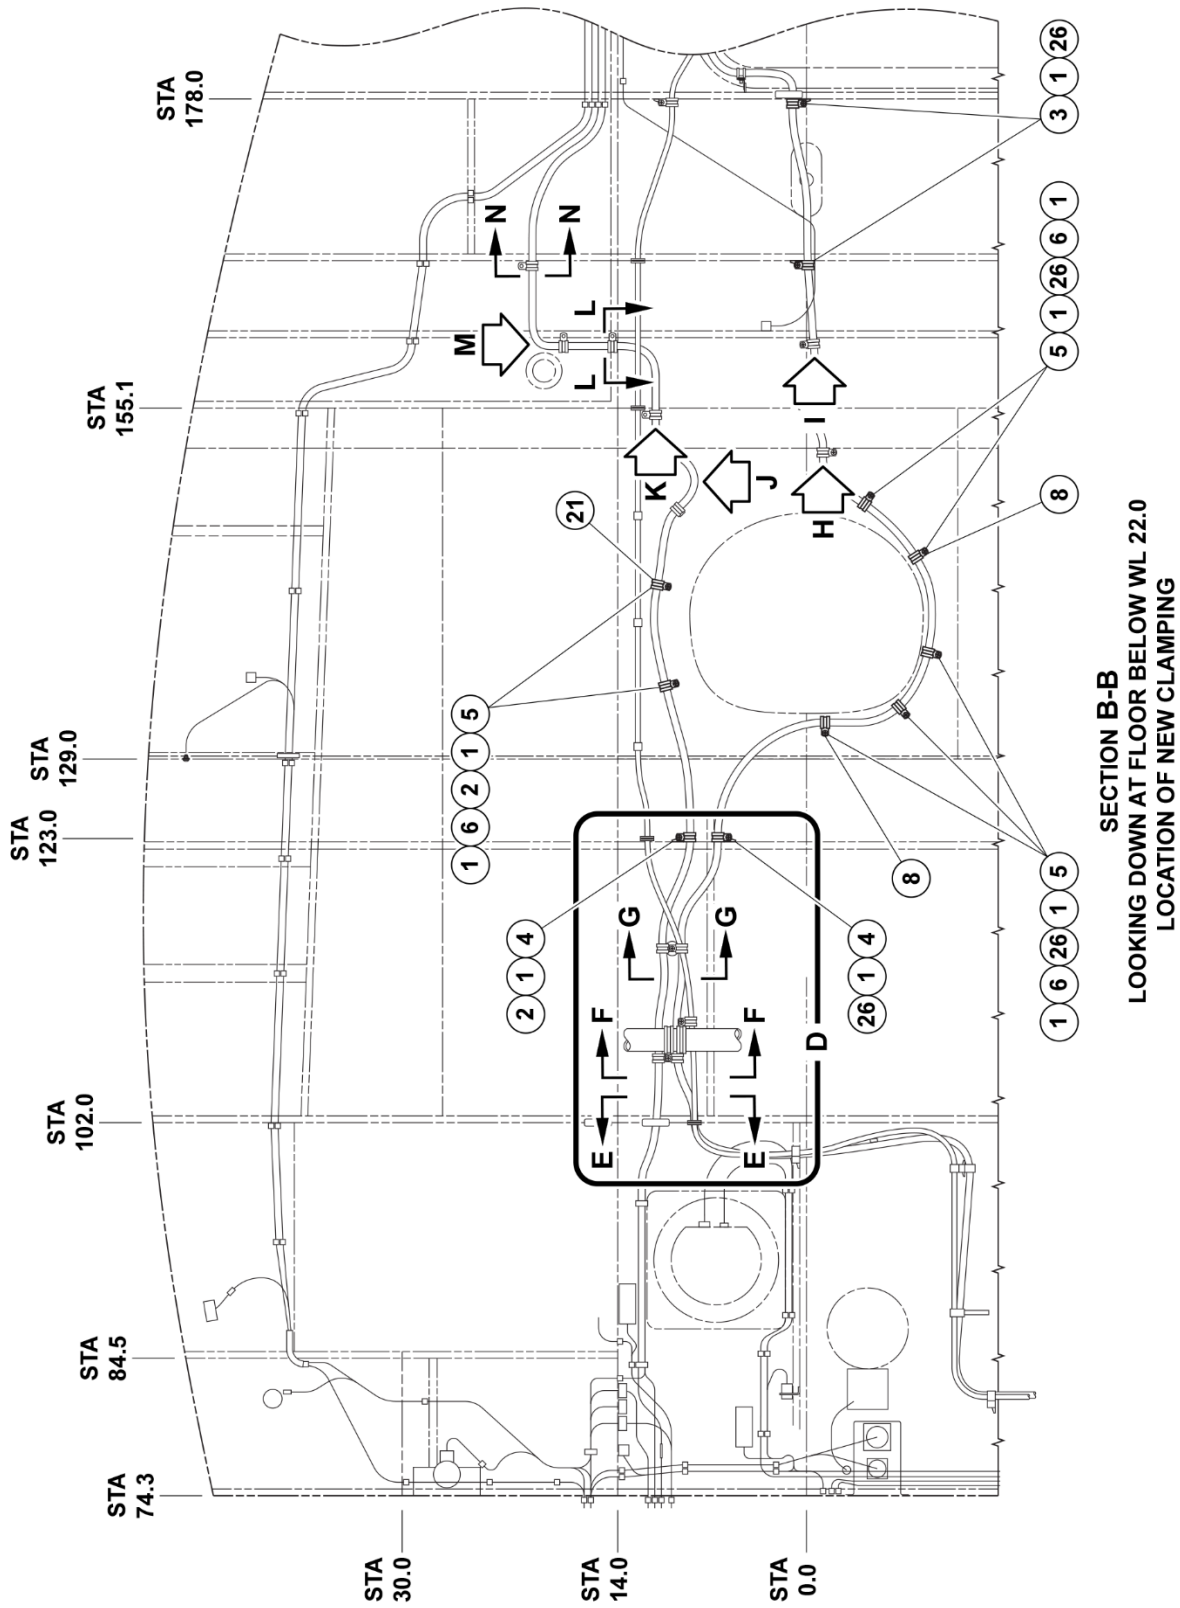 STA
74.3
STA
84.5
STA
102.0
STA
123.0
STA
129.0
STA
155.1
STA
178.0
STA
30.0
M
N
N
1 6 2 1 5
21
L
L
STA
14.0
2 1 4
E
F
G
K
J
E
F
G
STA
0.0
D
H
I
26 1 4
8
1 6 26 1 5
8
5 1 26 6 1
3 1 26
SECTION B-B
LOOKING DOWN AT FLOOR BELOW WL 22.0
LOCATION OF NEW CLAMPING